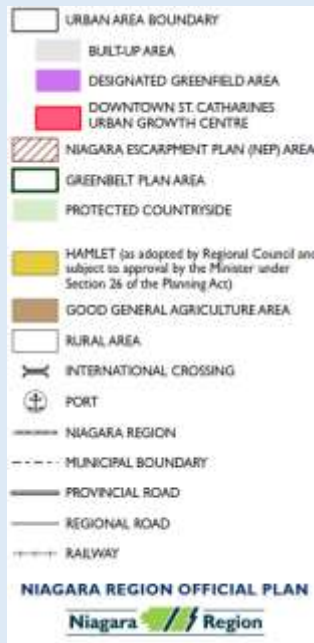 URBAN AREA BOUNDARY
BUILT-UP AREA
DESIGNATED GREENFIELD AREA
DOWNTOWN ST. CATHARINES
URBAN GROWTH CENTRE
NIAGARA ESCARPMENT PLAN (NEP) AREA
GREENBELT PLAN AREA
PROTECTED COUNTRYSIDE
HAMLET (as adopted by Regional Council and
subject to approval by the Minister under
Section 26 of the Planning Act)
GOOD GENERAL AGRICULTURE AREA
RURAL AREA
INTERNATIONAL CROSSING
PORT
NIAGARA REGION
MUNICIPAL BOUNDARY
PROVINCIAL ROAD
REGIONAL ROAD
RAILWAY
NIAGARA REGION OFFICIAL PLAN
Niagara Region